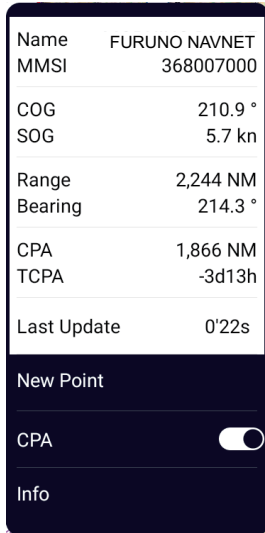 Name FURUNO NAVNET
MMSI 368007000
COG 210.9 °
SOG 5.7 kn
Range 2,244 NM
Bearing 214.3 °
CPA 1,866 NM
TCPA -3d13h
Last Update 0'22s
New Point
CPA
Info